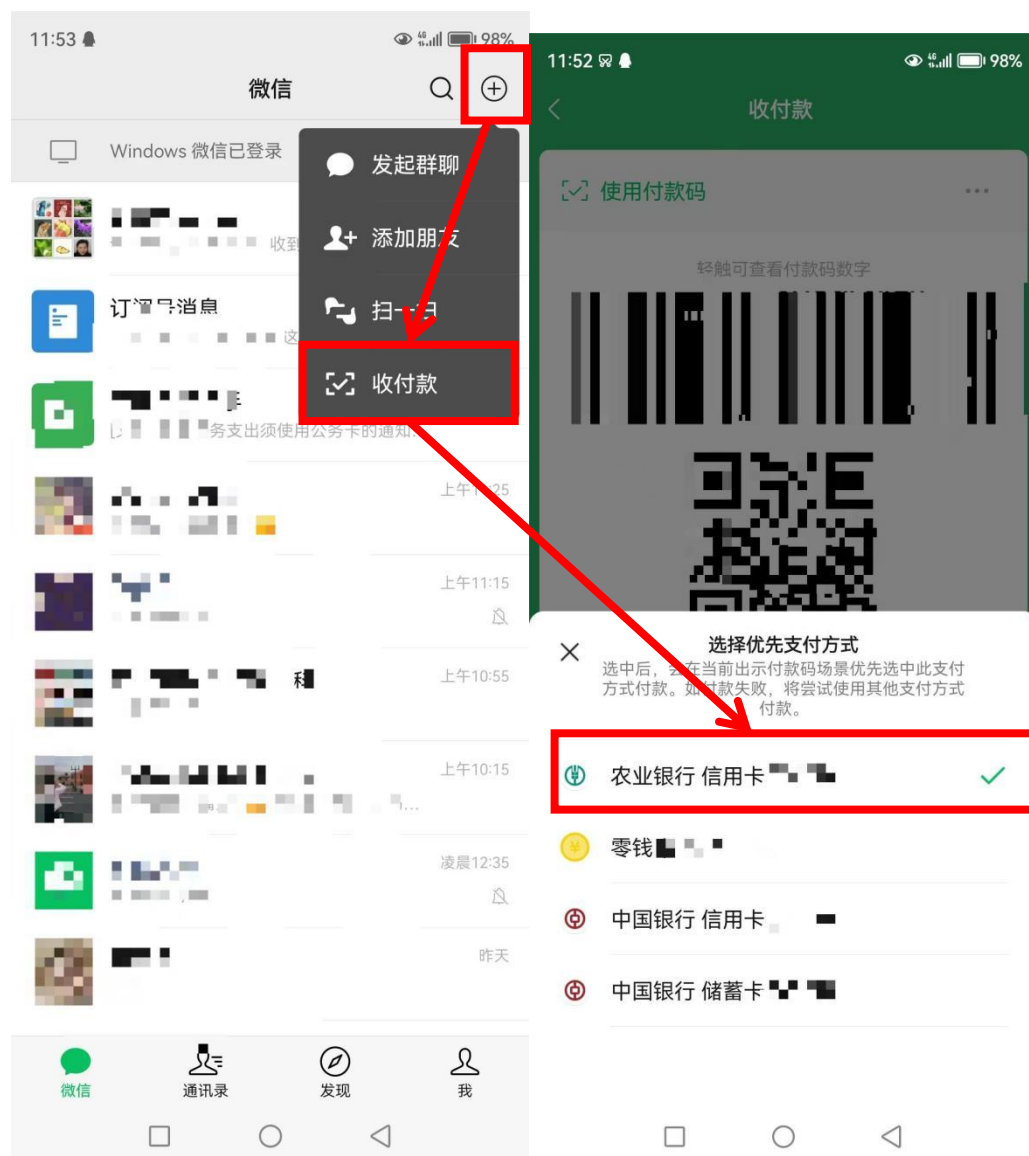 11:53
98%
微信
Windows 微信已登录
发起群聊
收到
添加朋友
订阅号消息
这
扫一扫
收付款
务支出须使用公务卡的通知...
上午11:15
上午10:55
上午10:15
凌晨12:35
昨天
微信
通讯录
发现
我
11:52
98%
收付款
使用付款码
轻触可查看付款码数字
选择优先支付方式
选中后，会在当前出示付款码场景优先选中此支付
方式付款。如付款失败，将尝试使用其他支付方式
付款。
农业银行 信用卡
零钱
中国银行 信用卡
中国银行 储蓄卡